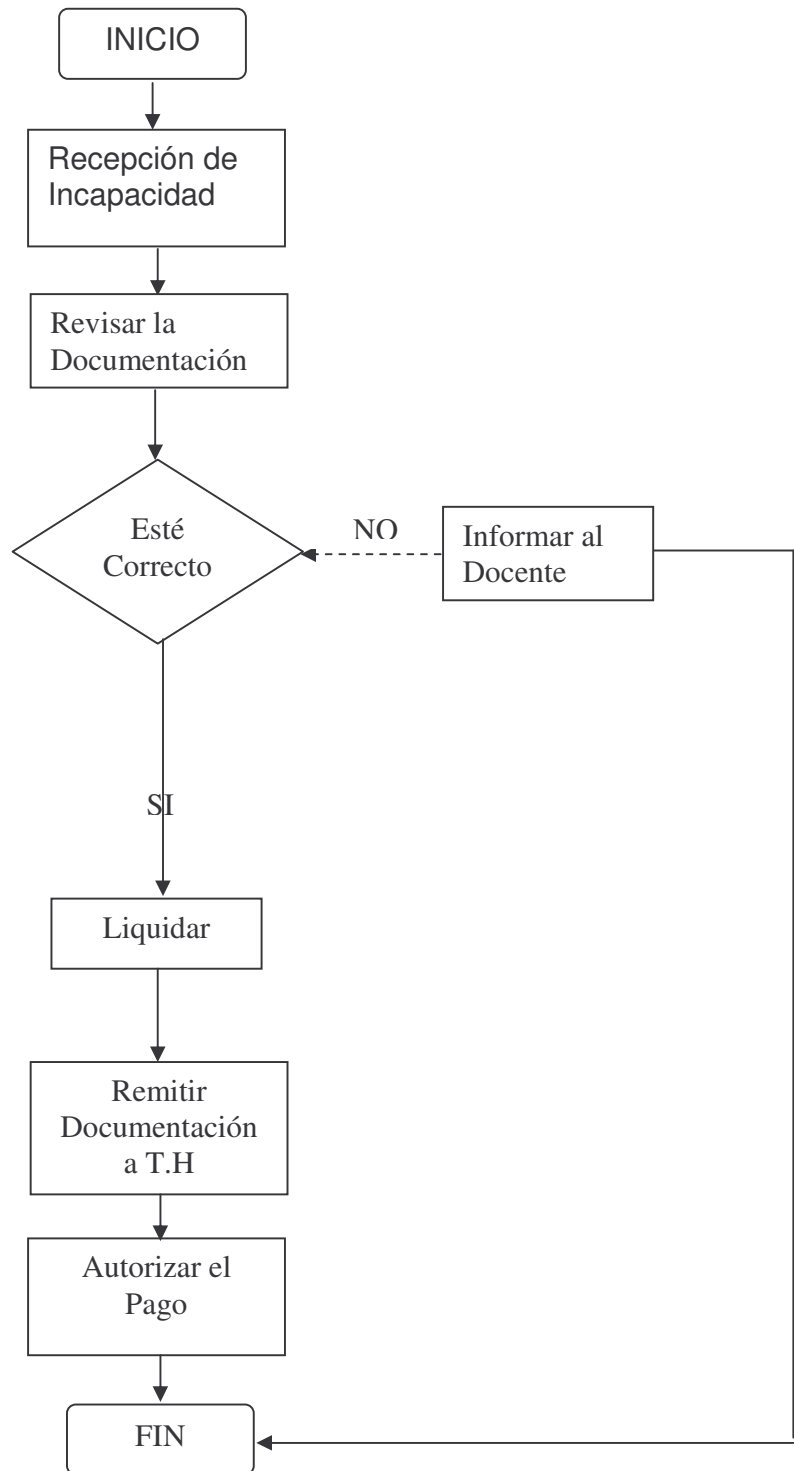 INICIO
Recepción de
Incapacidad
Revisar la
Documentación
Esté
Correcto
NO
Informar al
Docente
SI
Liquidar
Remitir
Documentación
a T.H
Autorizar el
Pago
FIN